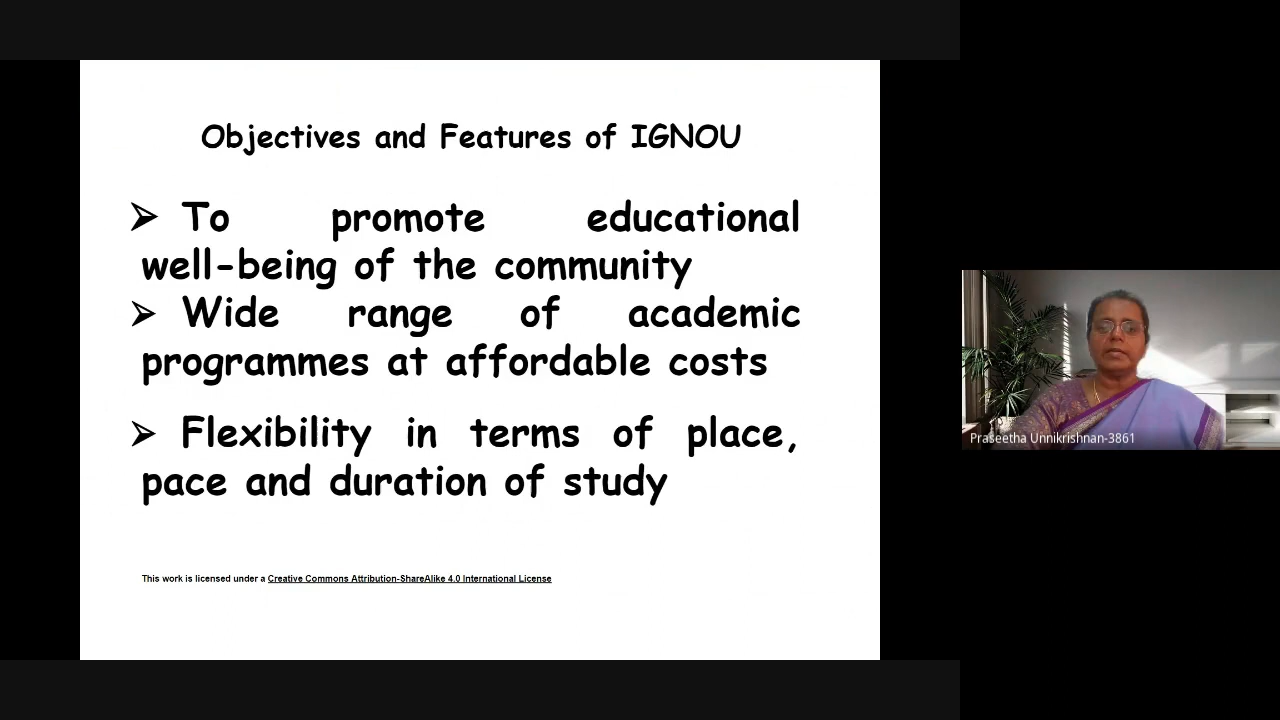 Objectives and Features of IGNOU
➢ To promote educational
well-being of the community
➢ Wide range of academic
programmes at affordable costs
➢ Flexibility in terms of place,
pace and duration of study
This work is licensed under a Creative Commons Attribution-ShareAlike 4.0 International License
Praseetha Unnikrishnan-3861